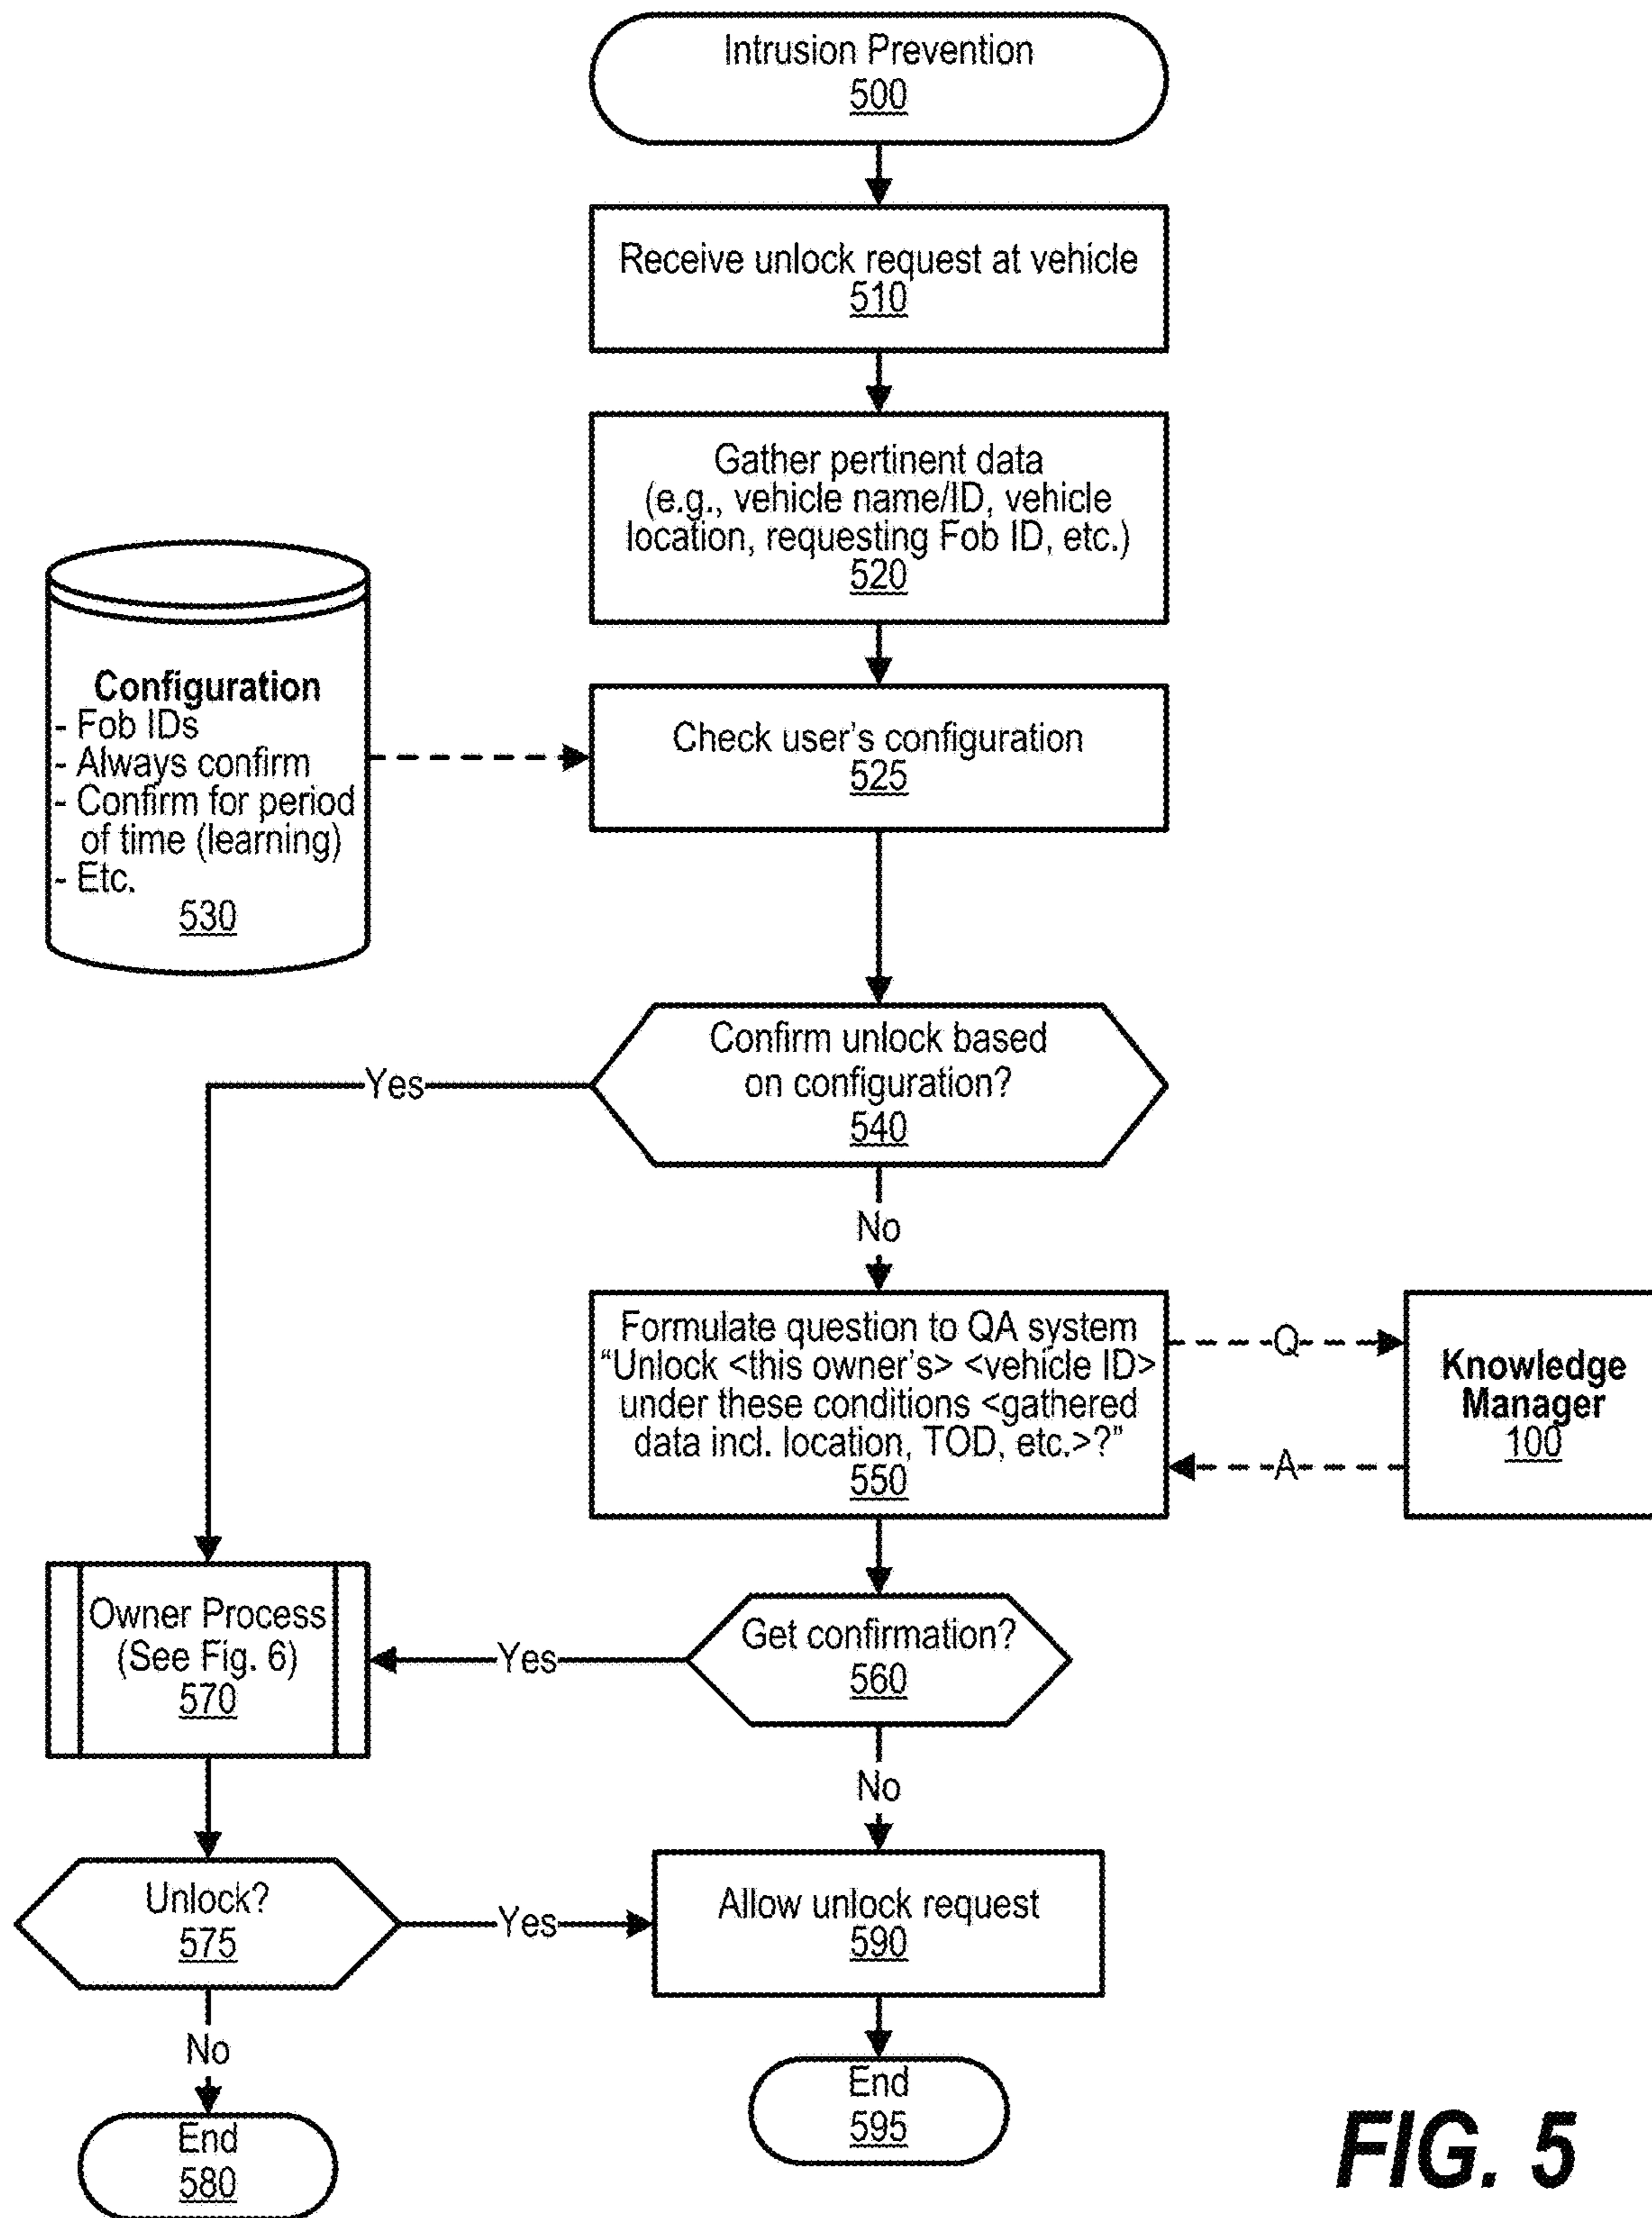 Intrusion Prevention
500
Receive unlock request at vehicle
510
Gather pertinent data
(e.g., vehicle name/ID, vehicle
location, requesting Fob ID, etc.)
520
Configuration
- Fob IDs
- Always confirm
- Confirm for period
of time (learning)
- Etc.
530
Check user's configuration
525
Confirm unlock based
on configuration?
540
Yes
No
Formulate question to QA system
"Unlock <this owner's> <vehicle ID>
under these conditions <gathered
data incl. location, TOD, etc.>?"
550
Q
A
Knowledge
Manager
100
Owner Process
(See Fig. 6)
570
Yes
Get confirmation?
560
No
Unlock?
575
Yes
Allow unlock request
590
No
End
580
End
595
FIG. 5